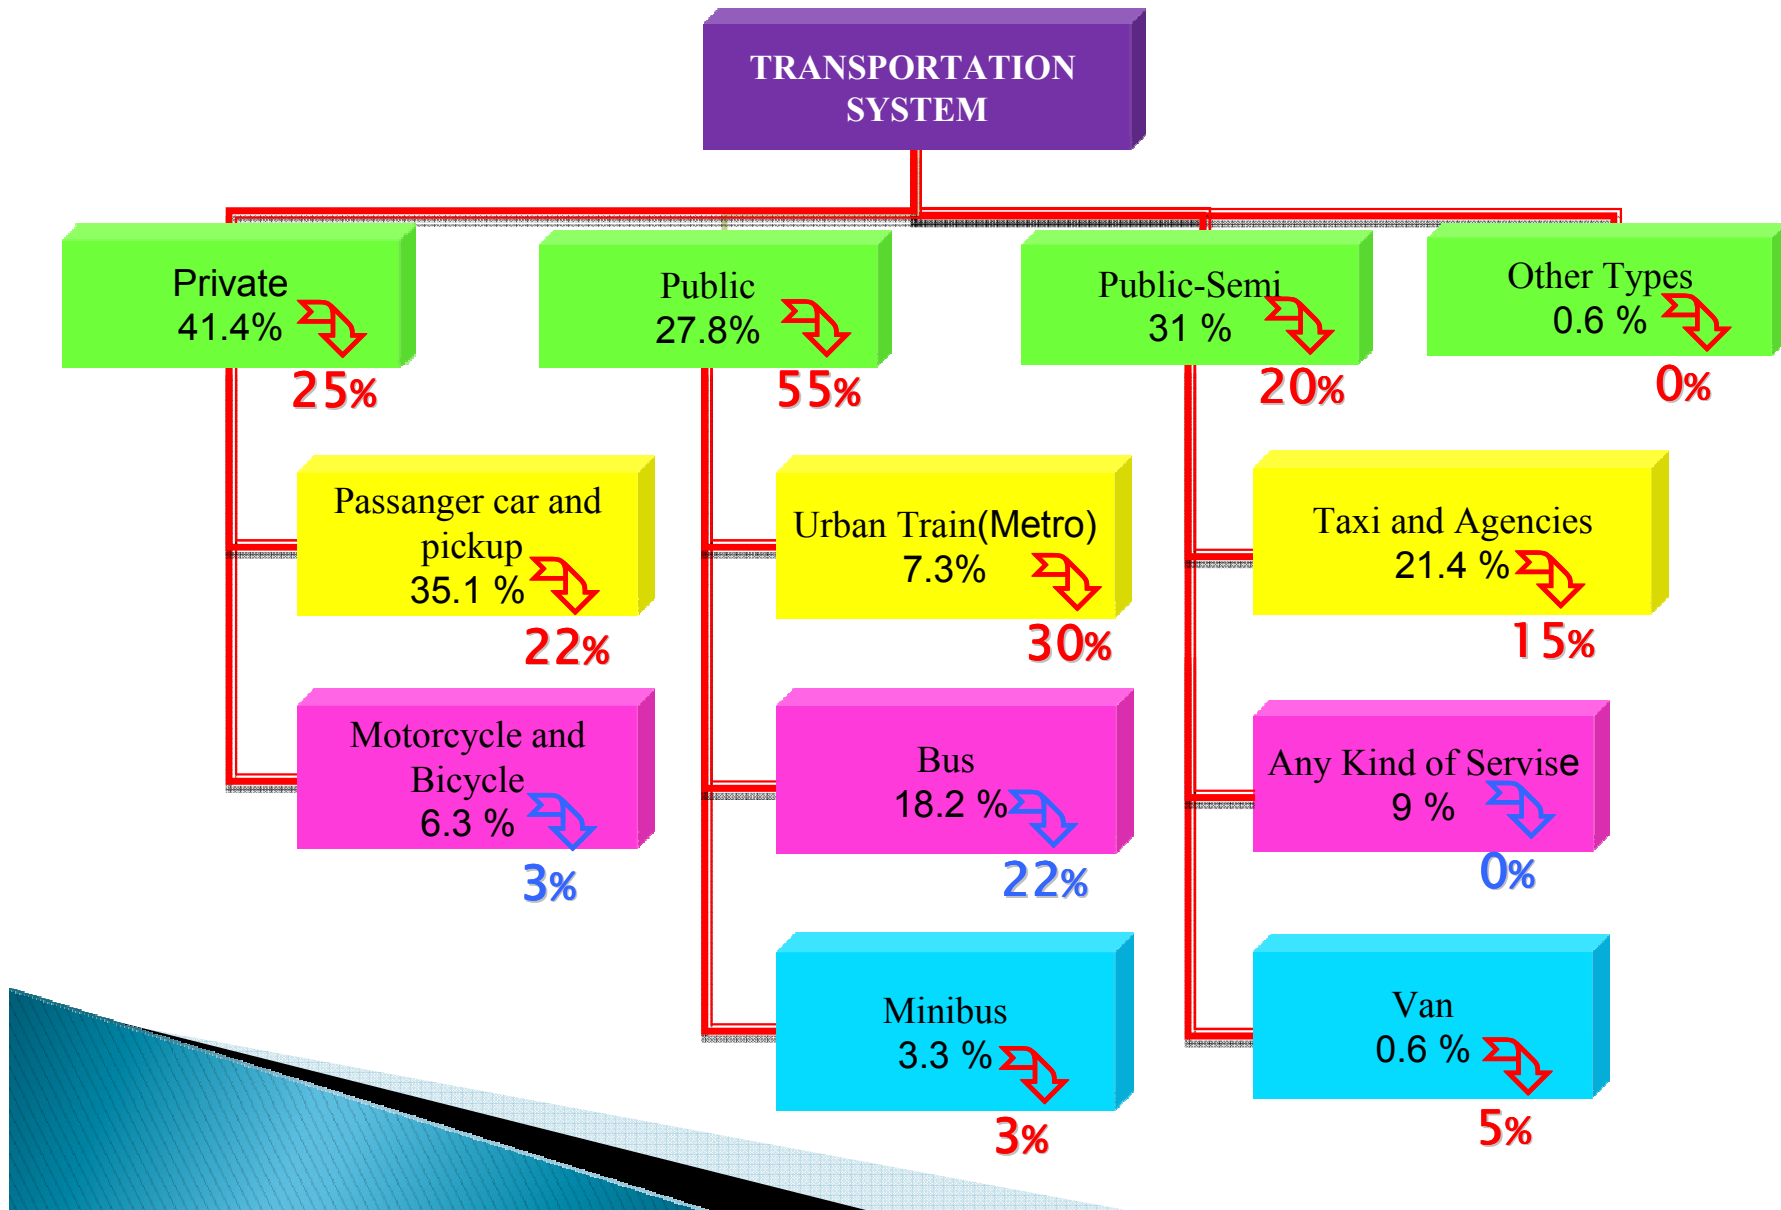 TRANSPORTATION
SYSTEM
Private
41.4%
25%
Public
27.8%
55%
Public-Semi
31 %
20%
Other Types
0.6 %
0%
Passanger car and
pickup
35.1 %
22%
Urban Train(Metro)
7.3%
30%
Taxi and Agencies
21.4 %
15%
Motorcycle and
Bicycle
6.3 %
3%
Bus
18.2 %
22%
Any Kind of Servise
9 %
0%
Minibus
3.3 %
3%
Van
0.6 %
5%